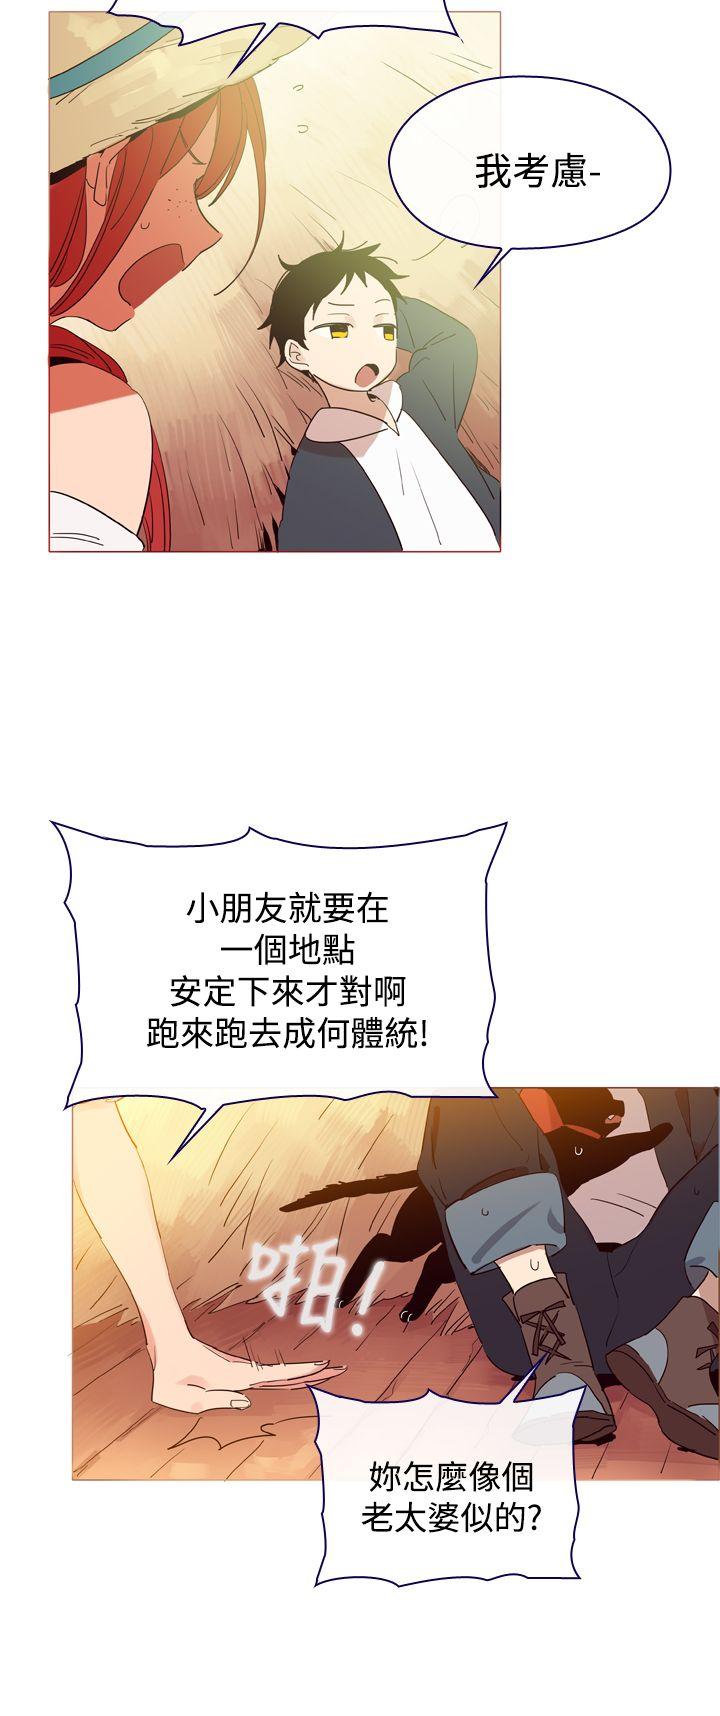 我考慮-
小朋友就要在
一個地點
安定下來才對啊
跑來跑去成何體統!
啪!
妳怎麼像個
老太婆似的?